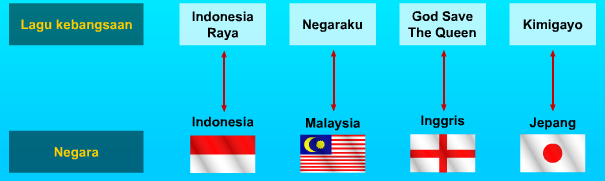 Lagu kebangsaan
Indonesia
Raya
Negaraku
God Save
The Queen
Kimigayo
Indonesia
Malaysia
Inggris
Jepang
Negara